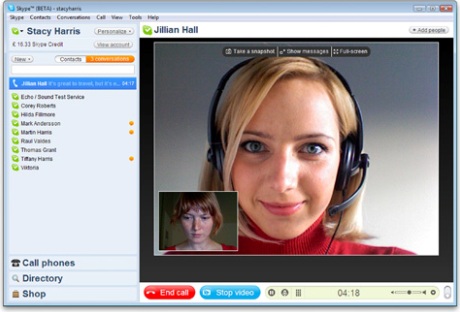 Skype™ (BETA) - stacyharris
Skype Contacts Conversations Call View Tools Help
Stacy Harris
Personalize
€ 18.33 Skype Credit
View account
New
Contacts
3 conversations
Jillian Hall It's great to travel, but it's n... 04:17
Echo / Sound Test Service
Corey Roberts
Hilda Fillmore
Mark Andersson
Martin Harris
Raul Valdes
Thomas Grant
Tiffany Harris
Viktoria
Call phones
Directory
Shop
Jillian Hall
Add people
Take a snapshot
Show messages
Full-screen
End call
Stop video
04:18